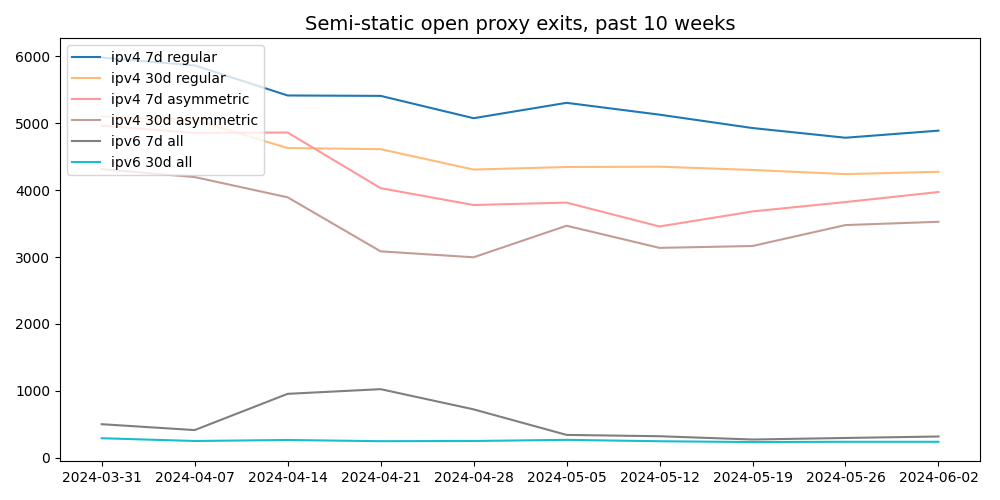 Semi-static open proxy exits, past 10 weeks
6000
5000
4000
3000
2000
1000
0
ipv4 7d regular
ipv4 30d regular
ipv4 7d asymmetric
ipv4 30d asymmetric
ipv6 7d all
ipv6 30d all
2024-03-31 2024-04-07 2024-04-14 2024-04-21 2024-04-28 2024-05-05 2024-05-12 2024-05-19 2024-05-26 2024-06-02